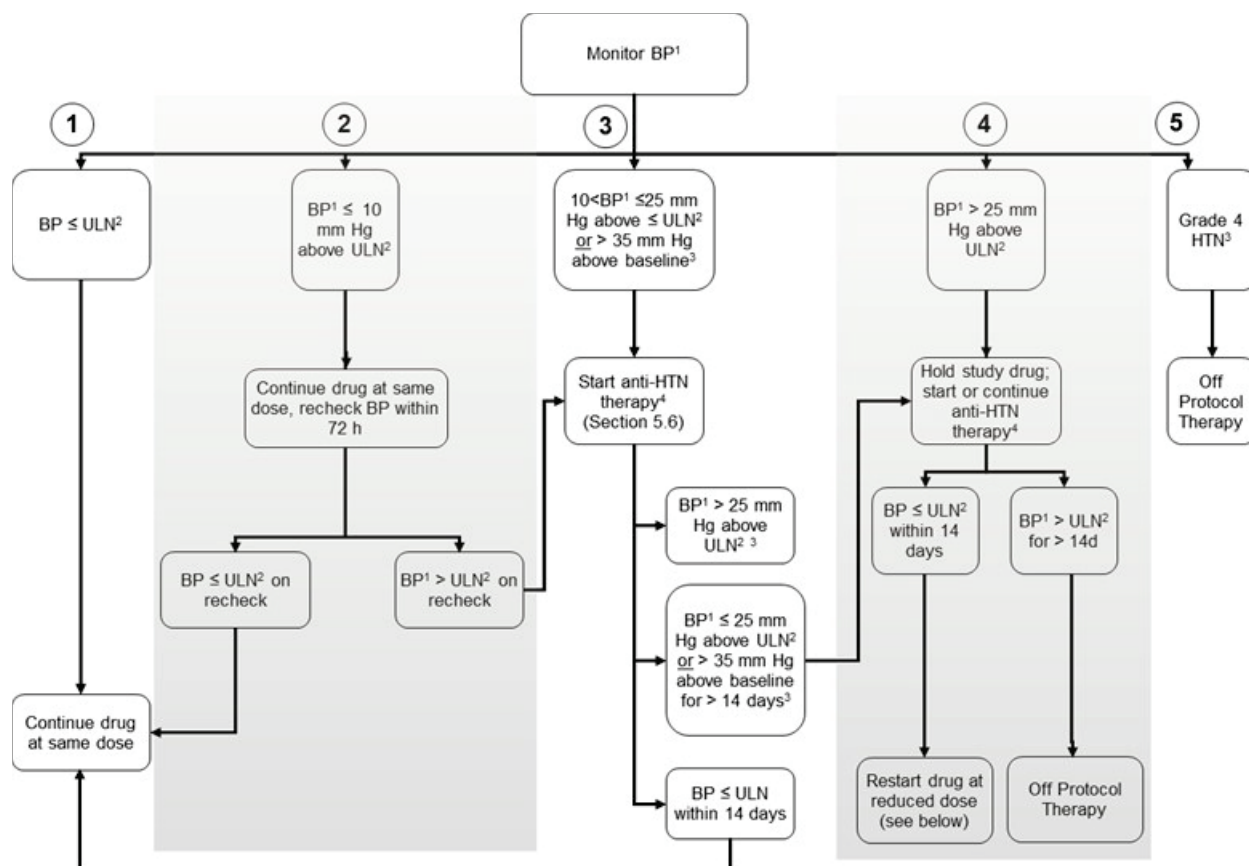 Monitor BP¹
1
2
3
4
5
BP ≤ ULN²
BP¹ ≤ 10
mm Hg
above ULN²
10<BP¹ ≤25 mm
Hg above ≤ ULN²
or > 35 mm Hg
above baseline³
BP¹ > 25 mm
Hg above
ULN²
Grade 4
HTN³
Continue drug at same
dose, recheck BP within
72 h
Start anti-HTN
therapy⁴
(Section 5.6)
Hold study drug;
start or continue
anti-HTN
therapy⁴
Off
Protocol
Therapy
BP ≤ ULN² on
recheck
BP¹ > ULN² on
recheck
BP¹ > 25 mm
Hg above
ULN² ³
BP¹ ≤ 25 mm
Hg above ULN²
or > 35 mm Hg
above baseline
for > 14 days³
BP ≤ ULN
within 14 days
BP ≤ ULN²
within 14
days
BP¹ > ULN²
for > 14d
Continue drug
at same dose
Restart drug at
reduced dose
(see below)
Off Protocol
Therapy